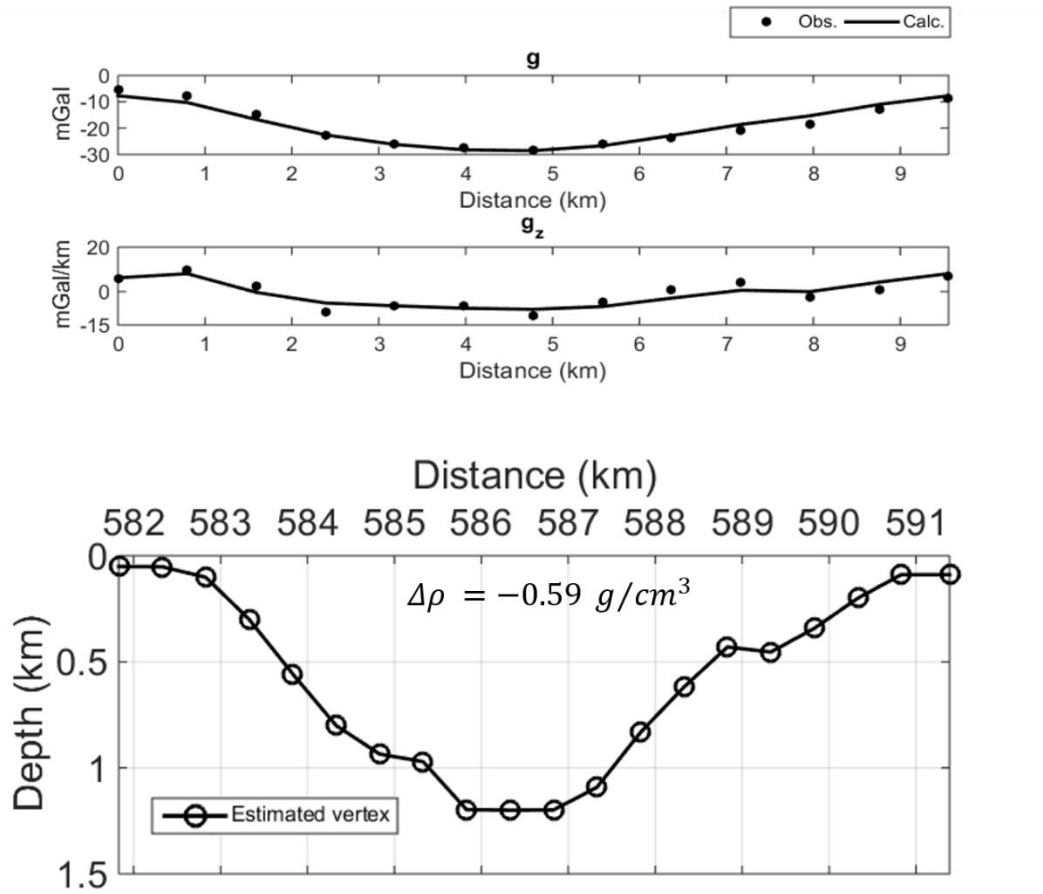 Obs. Calc.
g
0
-10
-20
-30
mGal
0 1 2 3 4 5 6 7 8 9
Distance (km)
g_z
20
0
-15
mGal/km
0 1 2 3 4 5 6 7 8 9
Distance (km)
Distance (km)
582 583 584 585 586 587 588 589 590 591
0
0.5
1
1.5
Depth (km)
Δρ = −0.59 g/cm³
Estimated vertex